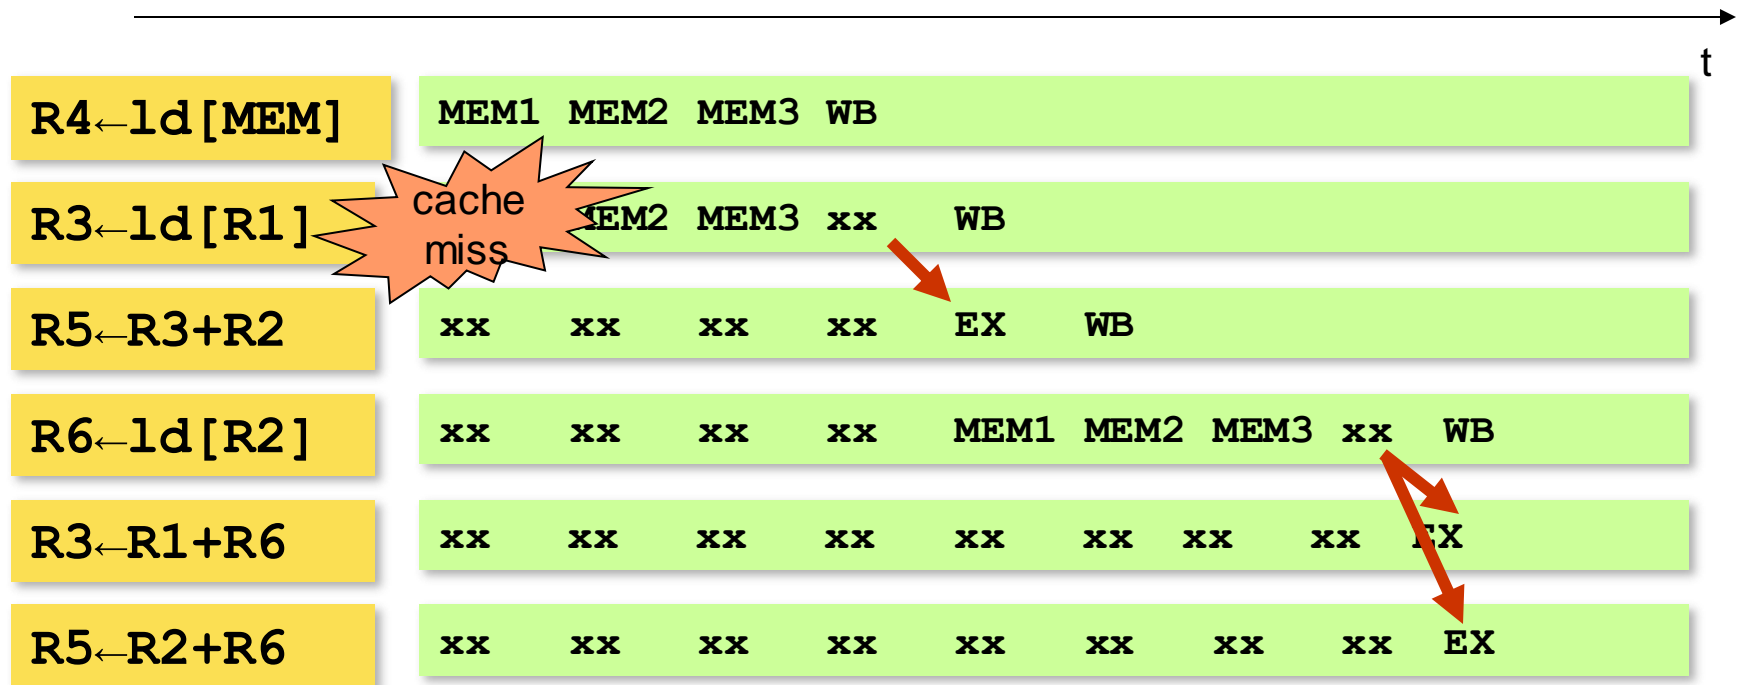 t
R4←ld[MEM] MEM1 MEM2 MEM3 WB
cache
miss
R3←ld[R1] MEM2 MEM3 xx WB
R5←R3+R2 xx xx xx xx EX WB
R6←ld[R2] xx xx xx xx MEM1 MEM2 MEM3 xx WB
R3←R1+R6 xx xx xx xx xx xx xx xx EX
R5←R2+R6 xx xx xx xx xx xx xx xx EX